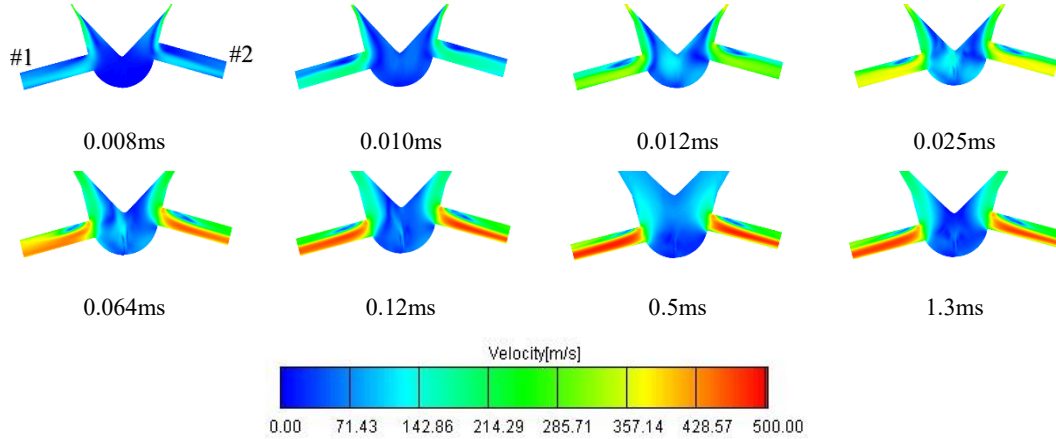 #1 #2
0.008ms 0.010ms 0.012ms 0.025ms
0.064ms 0.12ms 0.5ms 1.3ms
Velocity[m/s]
0.00 71.43 142.86 214.29 285.71 357.14 428.57 500.00